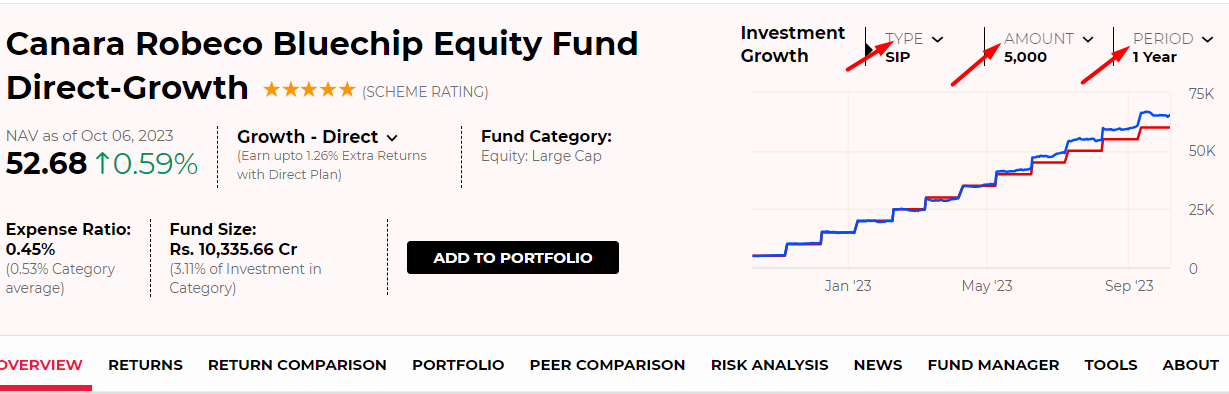 Canara Robeco Bluechip Equity Fund
Direct-Growth ★★★★★ (SCHEME RATING)
NAV as of Oct 06, 2023
52.68 ↑0.59%
Growth - Direct
(Earn upto 1.26% Extra Returns
with Direct Plan)
Fund Category:
Equity: Large Cap
Expense Ratio:
0.45%
(0.53% Category
average)
Fund Size:
Rs. 10,335.66 Cr
(3.11% of Investment in
Category)
ADD TO PORTFOLIO
Investment
Growth
TYPE
SIP
AMOUNT
5,000
PERIOD
1 Year
75K
50K
25K
0
Jan '23 May '23 Sep '23
OVERVIEW RETURNS RETURN COMPARISON PORTFOLIO PEER COMPARISON RISK ANALYSIS NEWS FUND MANAGER TOOLS ABOUT